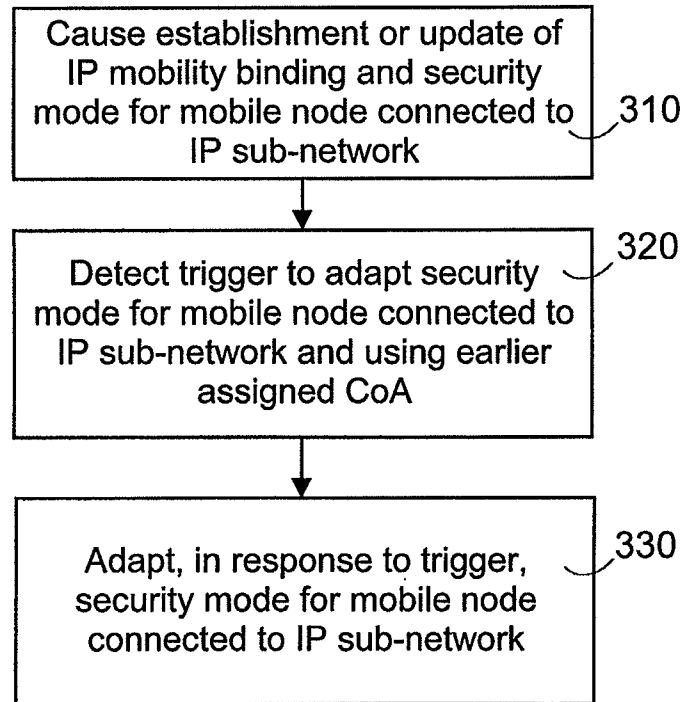 Cause establishment or update of
IP mobility binding and security
mode for mobile node connected to
IP sub-network
310
Detect trigger to adapt security
mode for mobile node connected to
IP sub-network and using earlier
assigned CoA
320
Adapt, in response to trigger,
security mode for mobile node
connected to IP sub-network
330